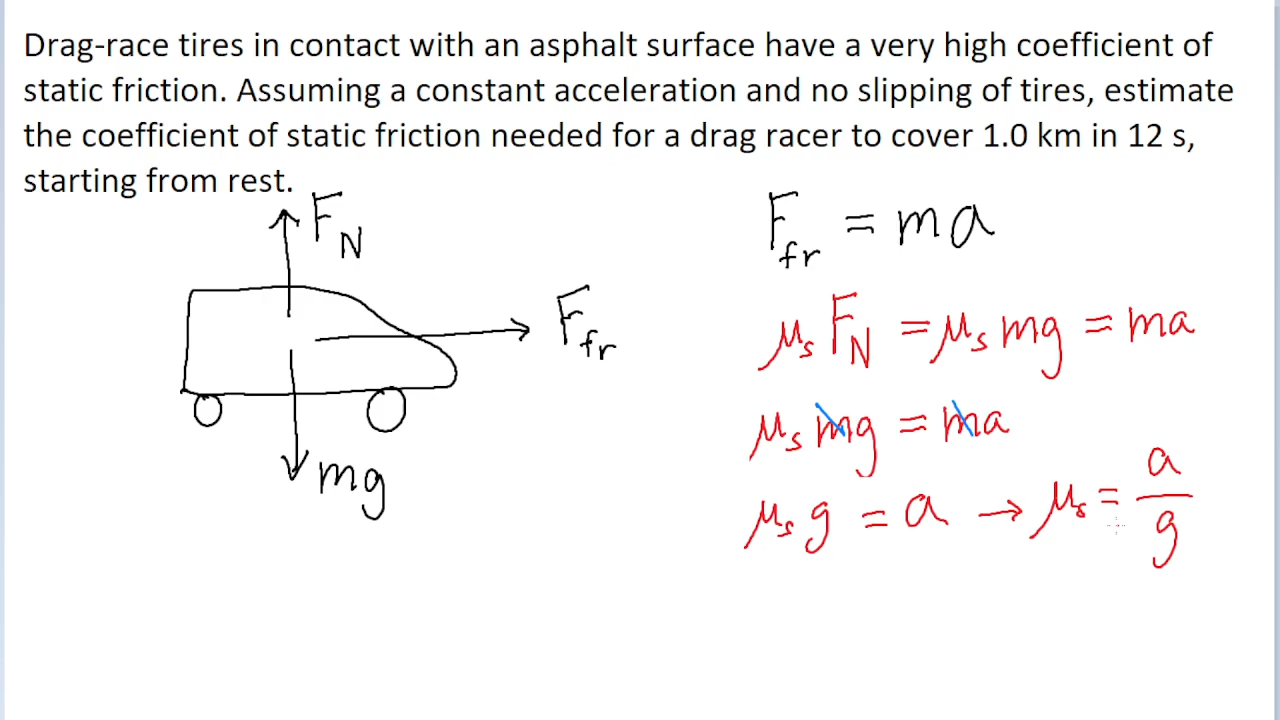 Drag-race tires in contact with an asphalt surface have a very high coefficient of
static friction. Assuming a constant acceleration and no slipping of tires, estimate
the coefficient of static friction needed for a drag racer to cover 1.0 km in 12 s,
starting from rest.
F_N
F_fr
mg
F_fr = ma
μ_s F_N = μ_s mg = ma
μ_s mg = ma
μ_s g = a → μ_s = a/g